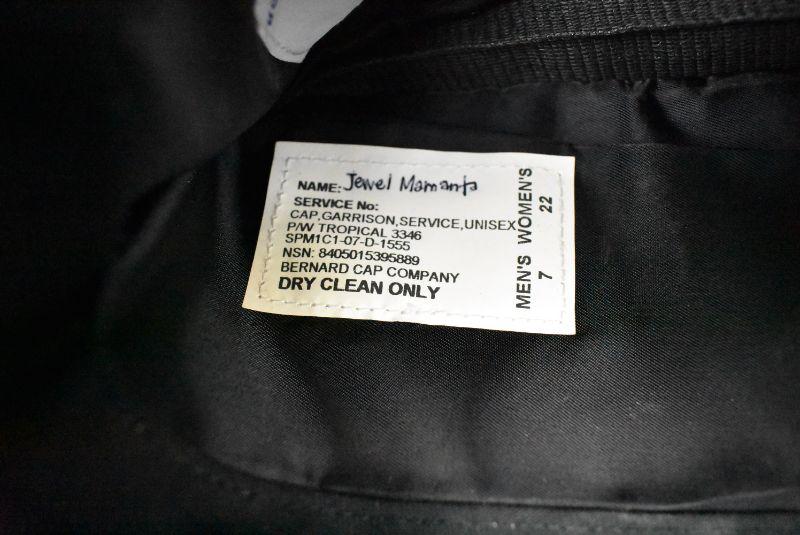 NAME: Jewel Mamanta
SERVICE No:
CAP,GARRISON,SERVICE,UNISEX
P/W TROPICAL 3346
SPM1C1-07-D-1555
NSN: 8405015395889
BERNARD CAP COMPANY
DRY CLEAN ONLY
MEN'S WOMEN'S
7 22